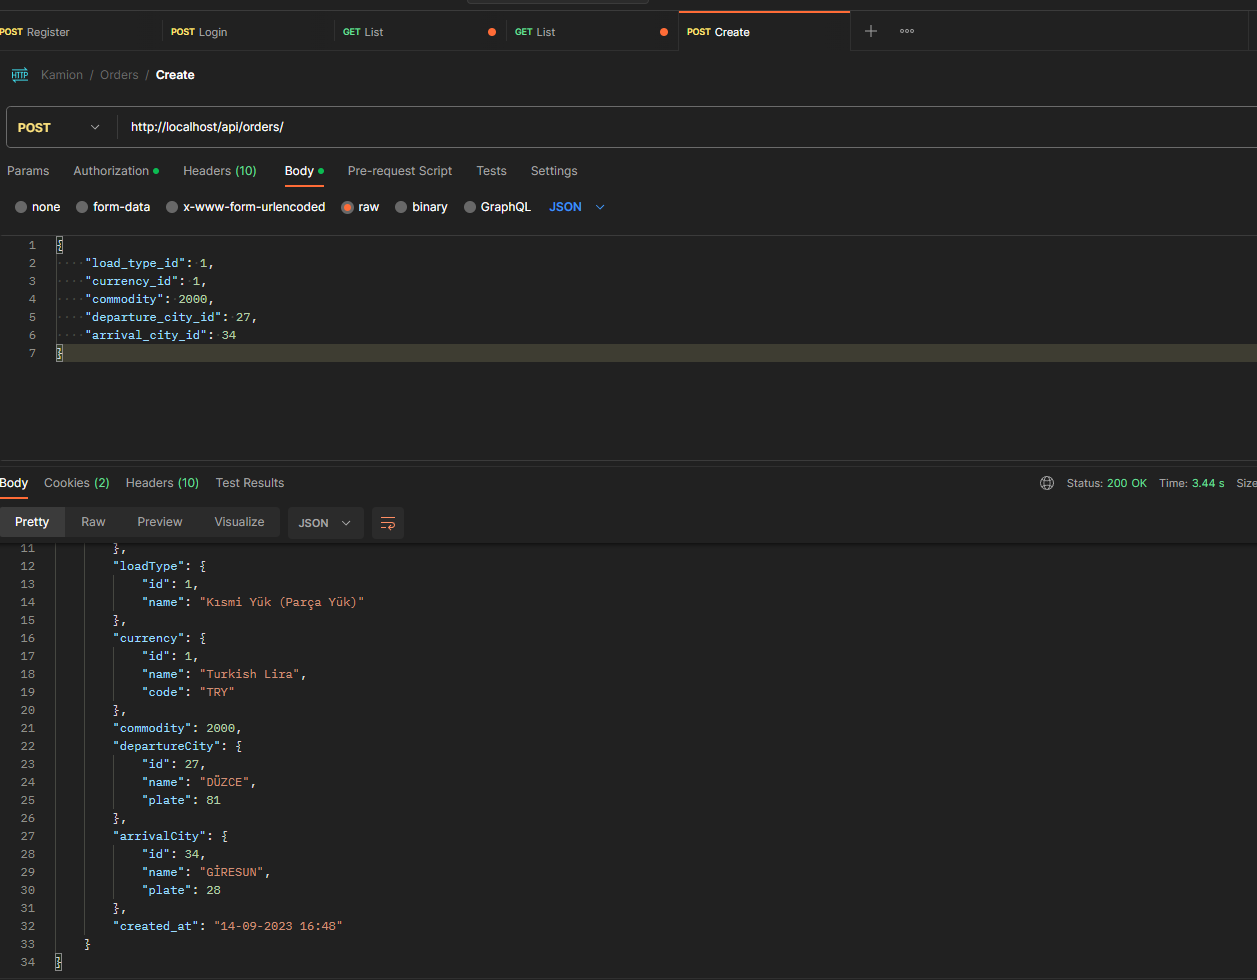 POST Register POST Login GET List GET List POST Create
HTTP Kamion / Orders / Create
POST http://localhost/api/orders/
Params Authorization Headers (10) Body Pre-request Script Tests Settings
none form-data x-www-form-urlencoded raw binary GraphQL JSON
1 {
2 "load_type_id": 1,
3 "currency_id": 1,
4 "commodity": 2000,
5 "departure_city_id": 27,
6 "arrival_city_id": 34
7 }
Body Cookies (2) Headers (10) Test Results Status: 200 OK Time: 3.44 s Size
Pretty Raw Preview Visualize JSON
11 },
12 "loadType": {
13 "id": 1,
14 "name": "Kısmi Yük (Parça Yük)"
15 },
16 "currency": {
17 "id": 1,
18 "name": "Turkish Lira",
19 "code": "TRY"
20 },
21 "commodity": 2000,
22 "departureCity": {
23 "id": 27,
24 "name": "DÜZCE",
25 "plate": 81
26 },
27 "arrivalCity": {
28 "id": 34,
29 "name": "GİRESUN",
30 "plate": 28
31 },
32 "created_at": "14-09-2023 16:48"
33 }
34 }